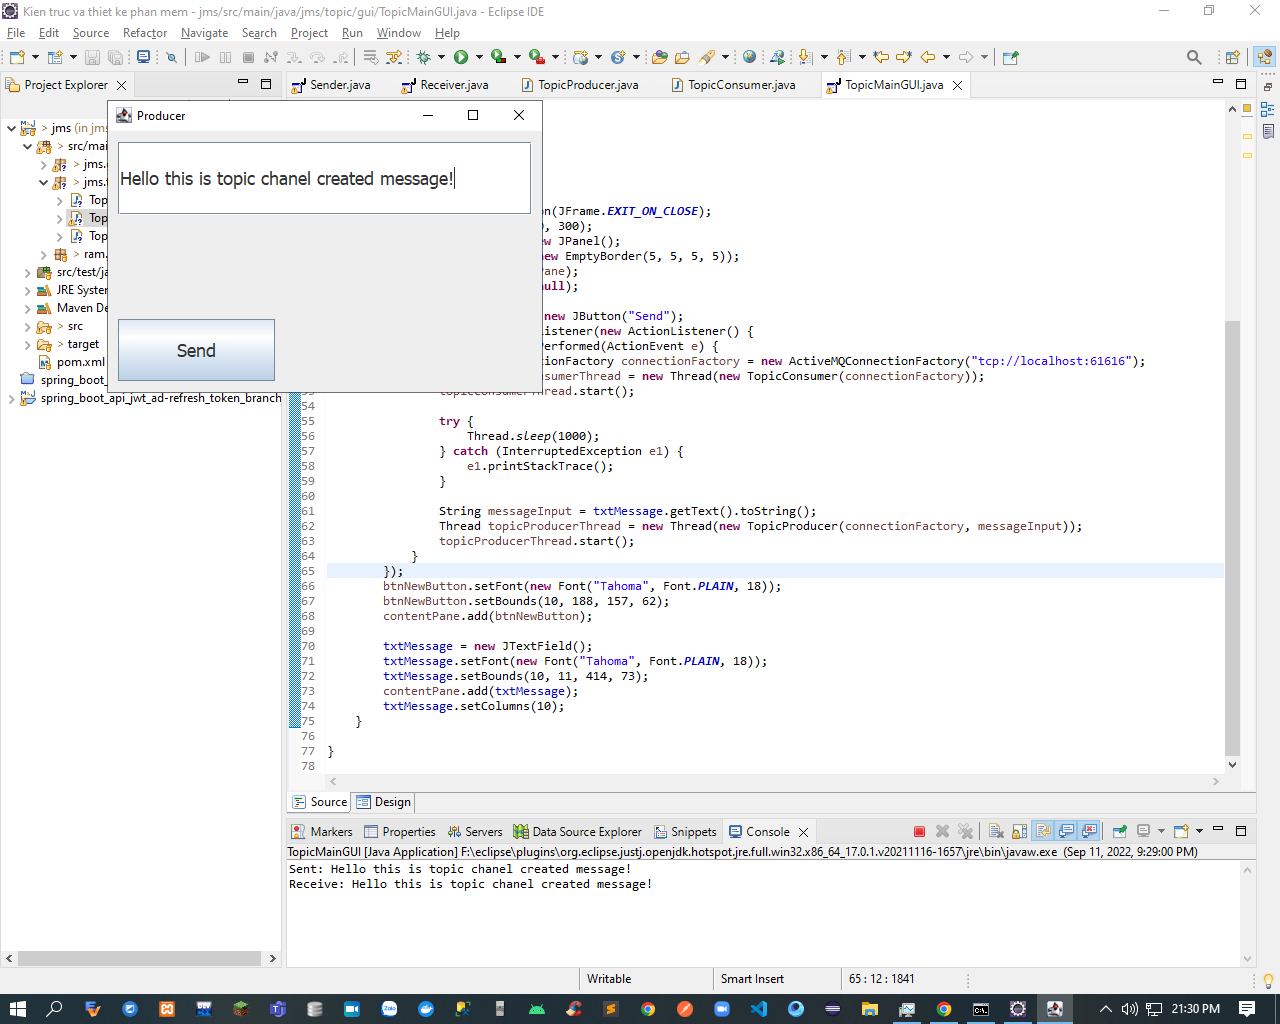 Kien truc va thiet ke phan mem - jms/src/main/java/jms/topic/gui/TopicMainGUI.java - Eclipse IDE
File Edit Source Refactor Navigate Search Project Run Window Help
Project Explorer
Sender.java Receiver.java TopicProducer.java TopicConsumer.java TopicMainGUI.java
Producer
Hello this is topic chanel created message!
Send
> jms (in jms
> src/mai
> jms.
> jms.t
Top
Top
Top
> ram.
src/test/ja
JRE System
Maven De
> src
> target
pom.xml
spring_boot_
spring_boot_api_jwt_ad-refresh_token_branch
on(JFrame.EXIT_ON_CLOSE);
, 300);
w JPanel();
new EmptyBorder(5, 5, 5, 5));
Pane);
null);
new JButton("Send");
Listener(new ActionListener() {
Performed(ActionEvent e) {
ctionFactory connectionFactory = new ActiveMQConnectionFactory("tcp://localhost:61616");
nsumerThread = new Thread(new TopicConsumer(connectionFactory));
53 topicConsumerThread.start();
54
55 try {
56 Thread.sleep(1000);
57 } catch (InterruptedException e1) {
58 e1.printStackTrace();
59 }
60
61 String messageInput = txtMessage.getText().toString();
62 Thread topicProducerThread = new Thread(new TopicProducer(connectionFactory, messageInput));
63 topicProducerThread.start();
64 }
65 });
66 btnNewButton.setFont(new Font("Tahoma", Font.PLAIN, 18));
67 btnNewButton.setBounds(10, 188, 157, 62);
68 contentPane.add(btnNewButton);
69
70 txtMessage = new JTextField();
71 txtMessage.setFont(new Font("Tahoma", Font.PLAIN, 18));
72 txtMessage.setBounds(10, 11, 414, 73);
73 contentPane.add(txtMessage);
74 txtMessage.setColumns(10);
75 }
76
77 }
78
Source Design
Markers Properties Servers Data Source Explorer Snippets Console
TopicMainGUI [Java Application] F:\eclipse\plugins\org.eclipse.justj.openjdk.hotspot.jre.full.win32.x86_64_17.0.1.v20211116-1657\jre\bin\javaw.exe (Sep 11, 2022, 9:29:00 PM)
Sent: Hello this is topic chanel created message!
Receive: Hello this is topic chanel created message!
Writable Smart Insert 65 : 12 : 1841
21:30 PM